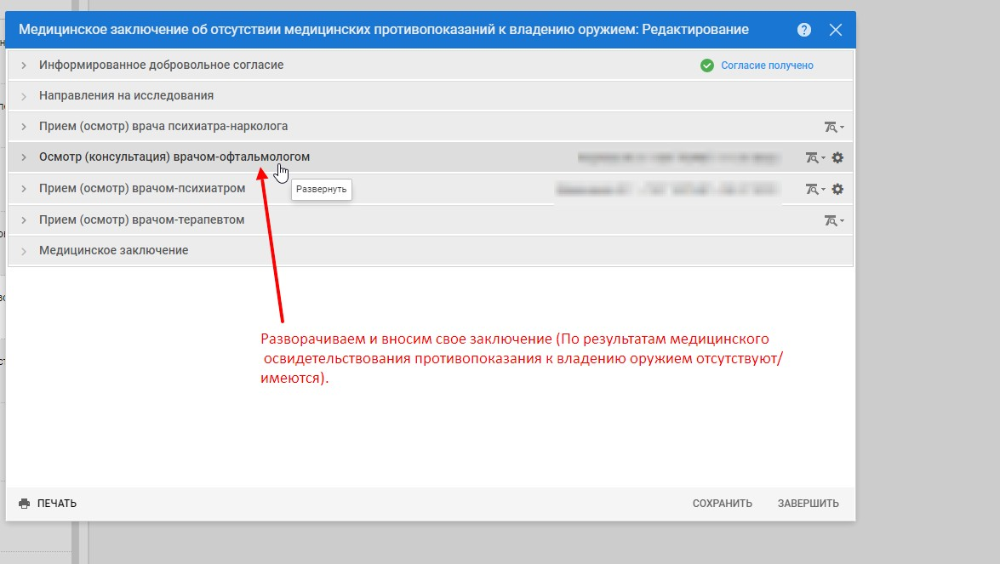 Медицинское заключение об отсутствии медицинских противопоказаний к владению оружием: Редактирование
Информированное добровольное согласие
Согласие получено
Направления на исследования
Прием (осмотр) врача психиатра-нарколога
Осмотр (консультация) врачом-офтальмологом
Прием (осмотр) врачом-психиатром
Развернуть
Прием (осмотр) врачом-терапевтом
Медицинское заключение
Разворачиваем и вносим свое заключение (По результатам медицинского
освидетельствования противопоказания к владению оружием отсутствуют/
имеются).
ПЕЧАТЬ
СОХРАНИТЬ
ЗАВЕРШИТЬ